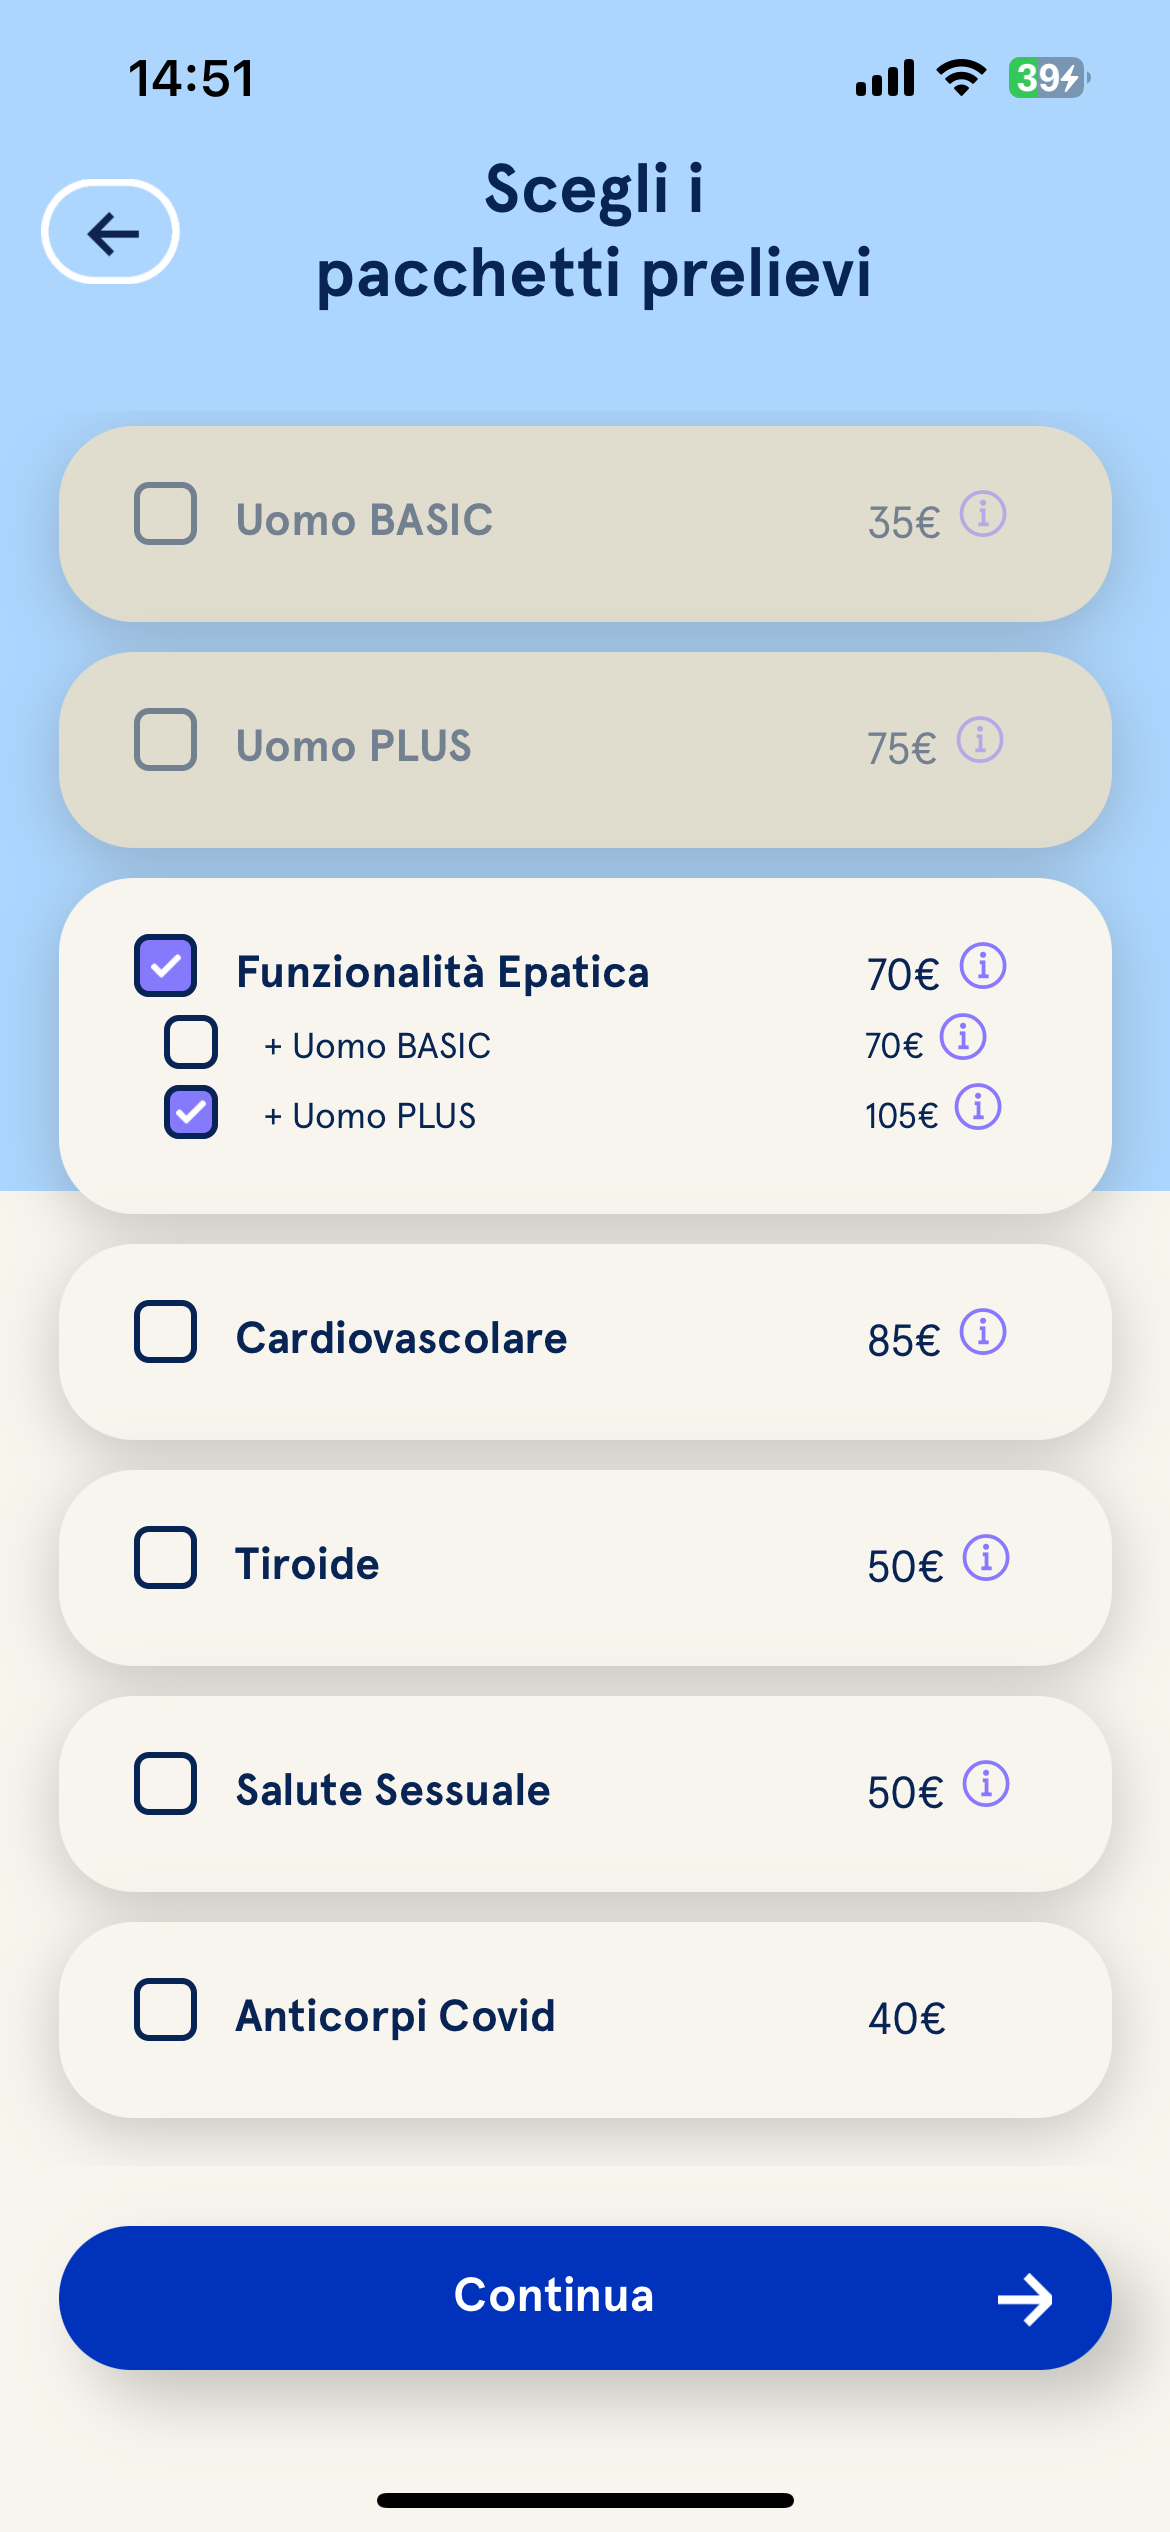 14:51
39
Scegli i
pacchetti prelievi
Uomo BASIC 35€
Uomo PLUS 75€
Funzionalità Epatica 70€
+ Uomo BASIC 70€
+ Uomo PLUS 105€
Cardiovascolare 85€
Tiroide 50€
Salute Sessuale 50€
Anticorpi Covid 40€
Continua